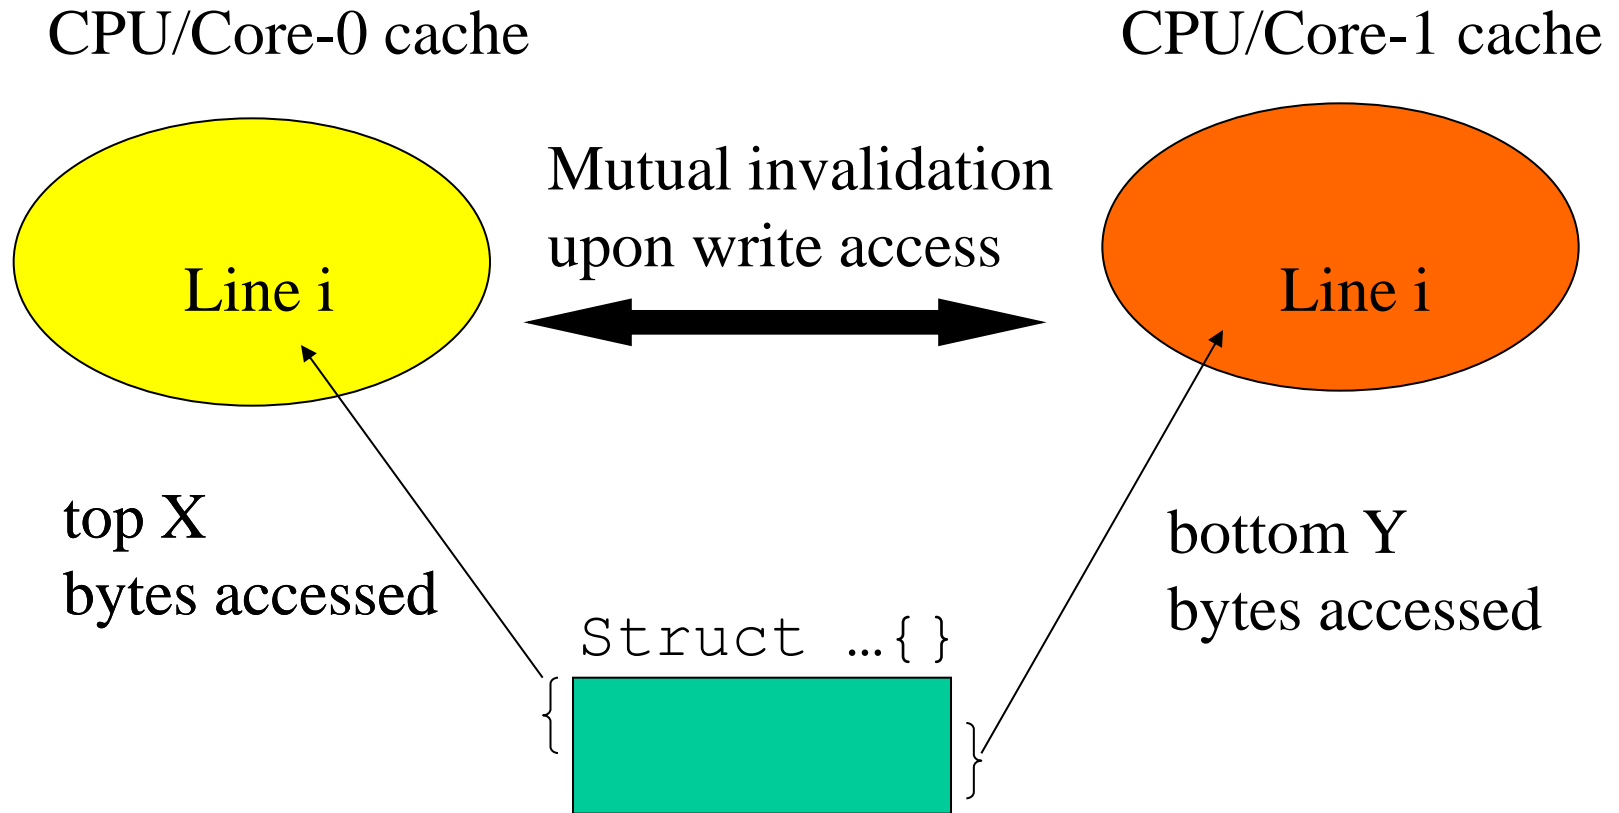 CPU/Core-0 cache
CPU/Core-1 cache
Mutual invalidation
upon write access
Line i
Line i
top X
bytes accessed
bottom Y
bytes accessed
Struct …{}